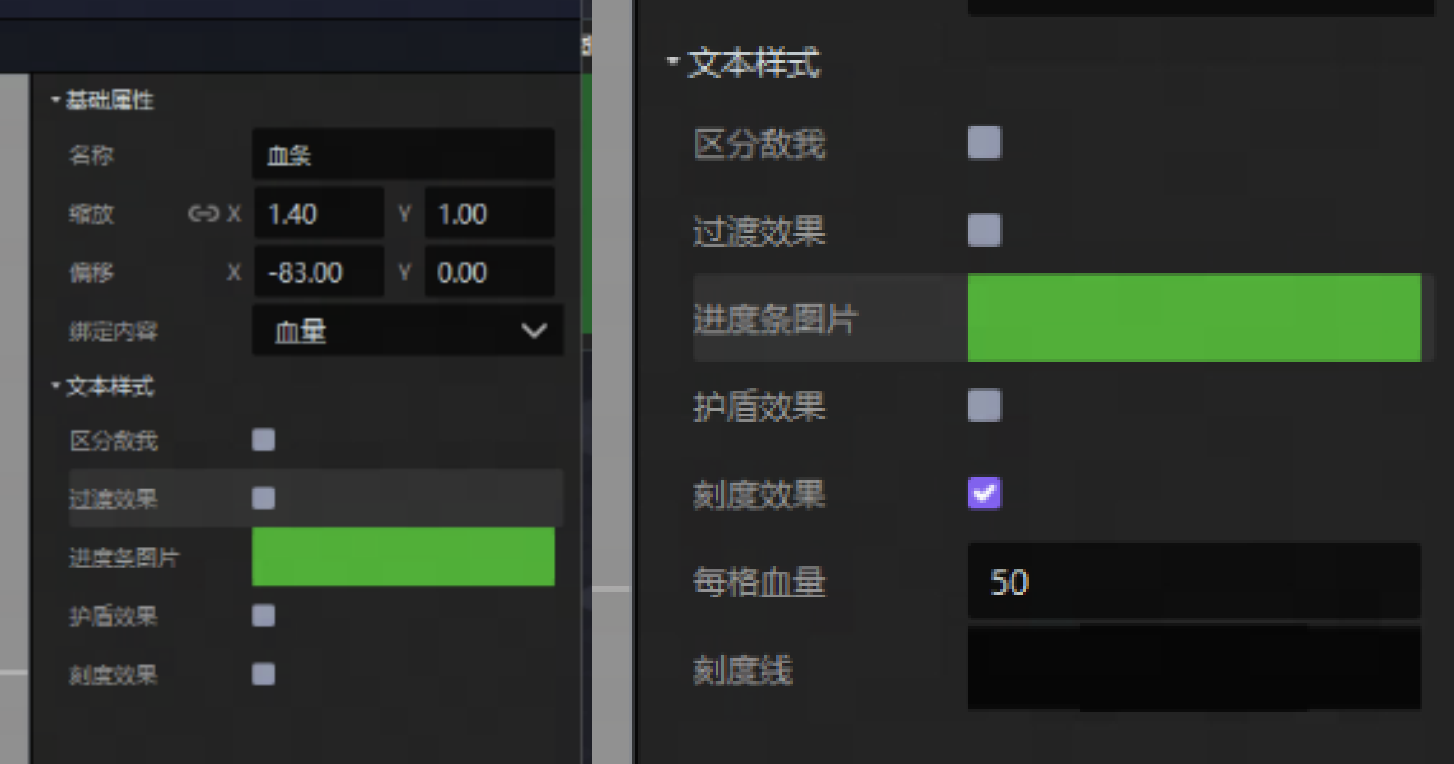 基础属性
名称 血条
缩放 X 1.40 Y 1.00
偏移 X -83.00 Y 0.00
绑定内容 血量
文本样式
区分敌我
过渡效果
进度条图片
护盾效果
刻度效果
文本样式
区分敌我
过渡效果
进度条图片
护盾效果
刻度效果
每格血量 50
刻度线